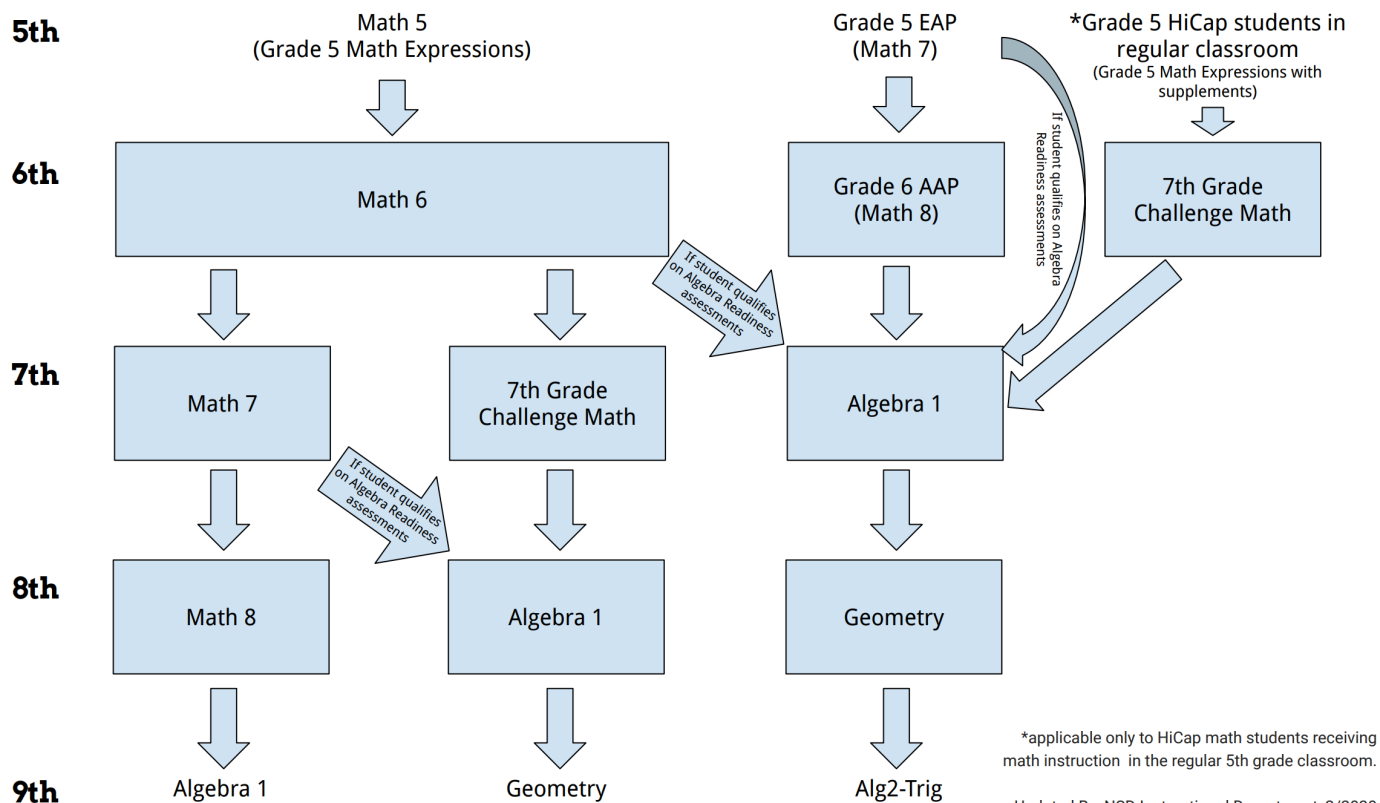 5th
Math 5
(Grade 5 Math Expressions)
Grade 5 EAP
(Math 7)
*Grade 5 HiCap students in
regular classroom
(Grade 5 Math Expressions with
supplements)
If student qualifies on Algebra
Readiness assessments
6th
Math 6
Grade 6 AAP
(Math 8)
7th Grade
Challenge Math
If student qualifies
on Algebra Readiness
assessments
7th
Math 7
7th Grade
Challenge Math
Algebra 1
If student qualifies
on Algebra Readiness
assessments
8th
Math 8
Algebra 1
Geometry
*applicable only to HiCap math students receiving
math instruction in the regular 5th grade classroom.
9th
Algebra 1
Geometry
Alg2-Trig